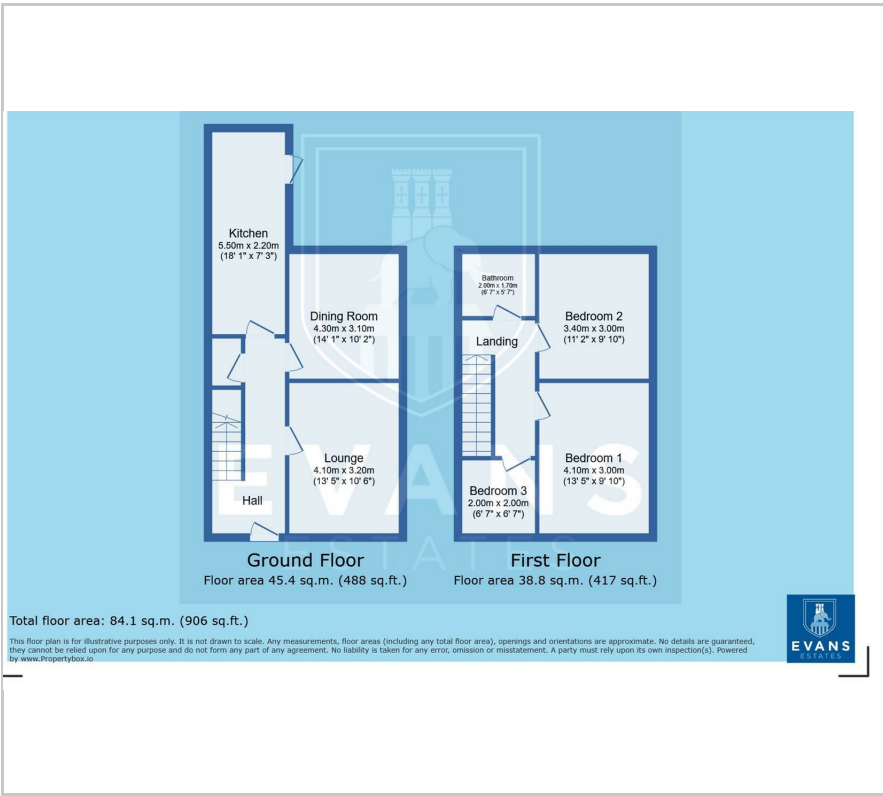 Kitchen
5.50m x 2.20m
(18' 1" x 7' 3")
Dining Room
4.30m x 3.10m
(14' 1" x 10' 2")
Lounge
4.10m x 3.20m
(13' 5" x 10' 6")
Hall
Bathroom
2.00m x 1.70m
(6' 7" x 5' 7")
Landing
Bedroom 2
3.40m x 3.00m
(11' 2" x 9' 10")
Bedroom 1
4.10m x 3.00m
(13' 5" x 9' 10")
Bedroom 3
2.00m x 2.00m
(6' 7" x 6' 7")
EVANS
ESTATES
Ground Floor
Floor area 45.4 sq.m. (488 sq.ft.)
First Floor
Floor area 38.8 sq.m. (417 sq.ft.)
Total floor area: 84.1 sq.m. (906 sq.ft.)
This floor plan is for illustrative purposes only. It is not drawn to scale. Any measurements, floor areas (including any total floor area), openings and orientations are approximate. No details are guaranteed,
they cannot be relied upon for any purpose and do not form any part of any agreement. No liability is taken for any error, omission or misstatement. A party must rely upon its own inspection(s). Powered
by www.Propertybox.io
EVANS
ESTATES